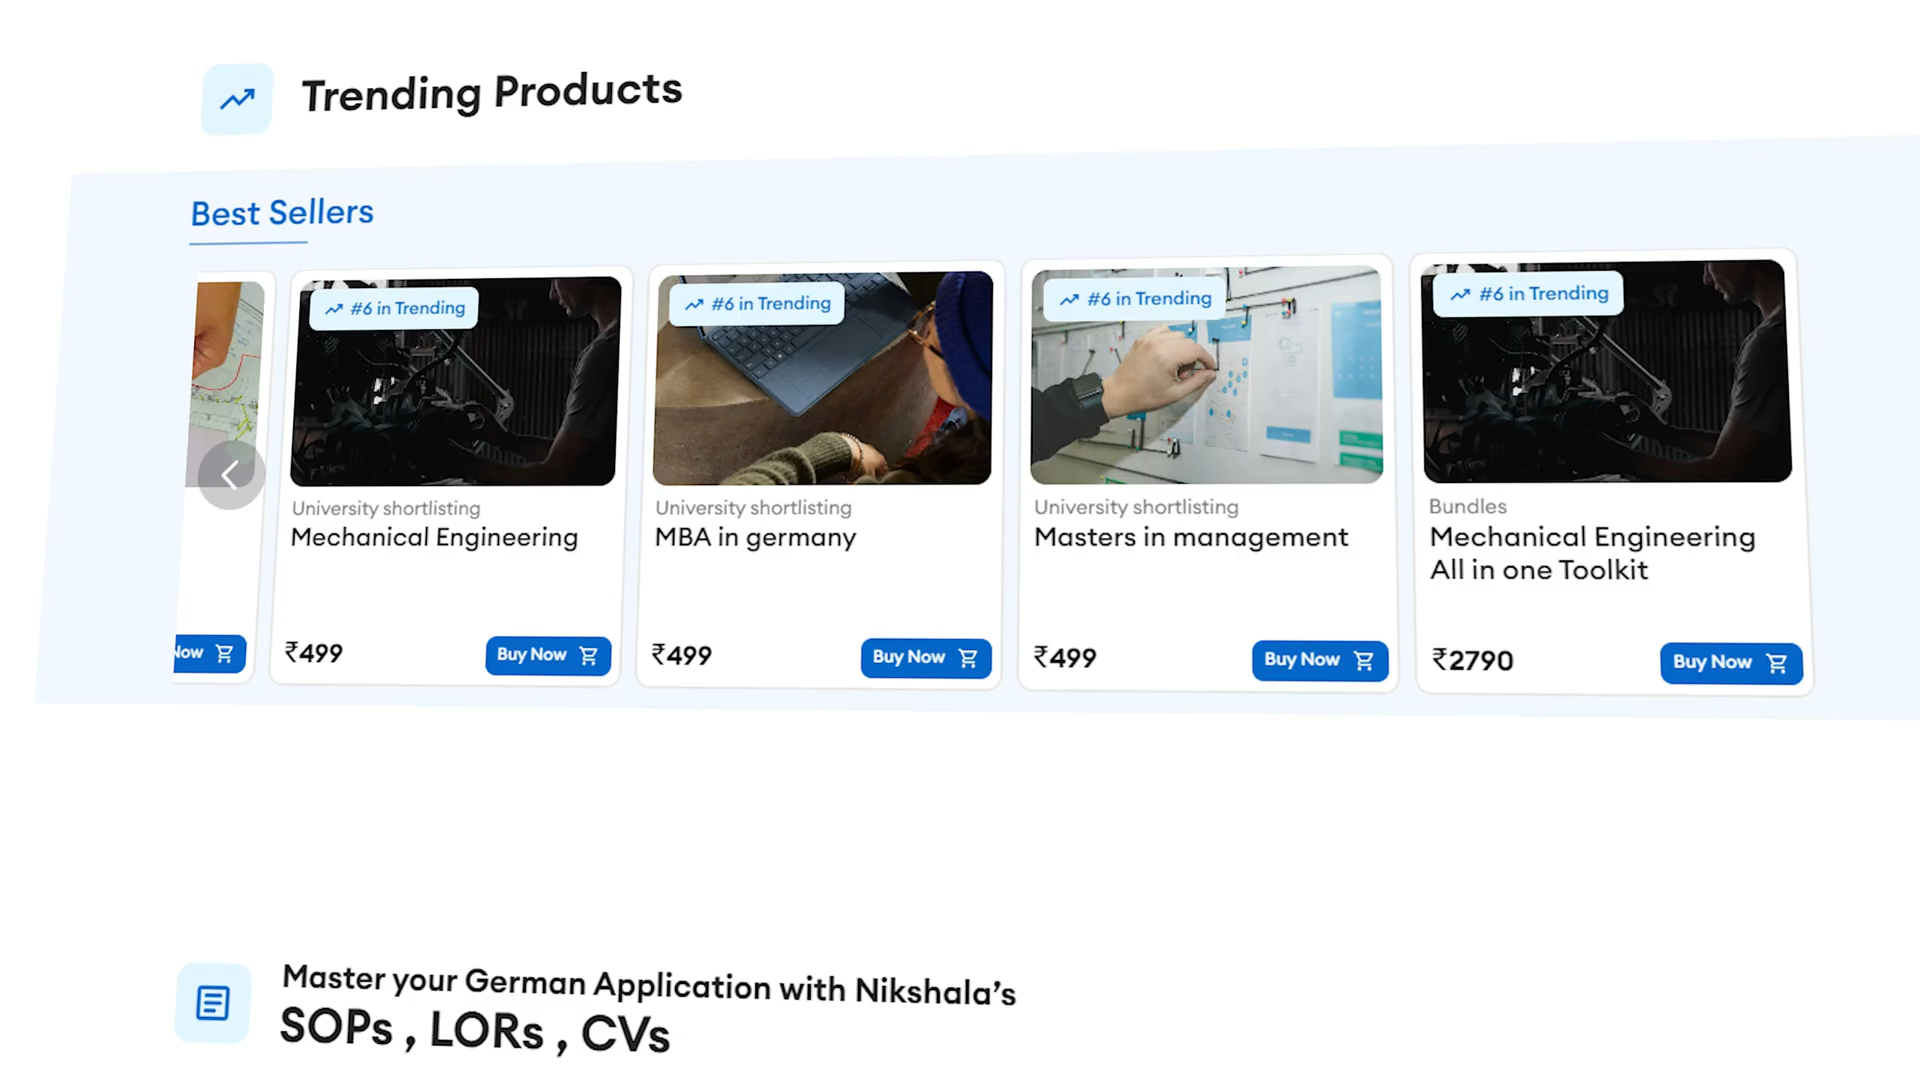 Trending Products
Best Sellers
#6 in Trending
#6 in Trending
#6 in Trending
#6 in Trending
University shortlisting
Mechanical Engineering
University shortlisting
MBA in germany
University shortlisting
Masters in management
Bundles
Mechanical Engineering
All in one Toolkit
Now
₹499
Buy Now
₹499
Buy Now
₹499
Buy Now
₹2790
Buy Now
Master your German Application with Nikshala's
SOPs , LORs , CVs